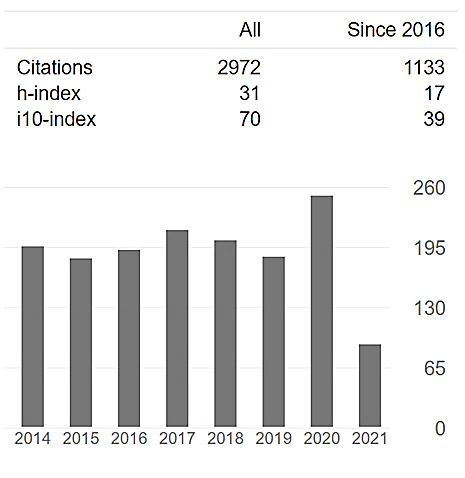 All Since 2016
Citations 2972 1133
h-index 31 17
i10-index 70 39
260
195
130
65
0
2014 2015 2016 2017 2018 2019 2020 2021